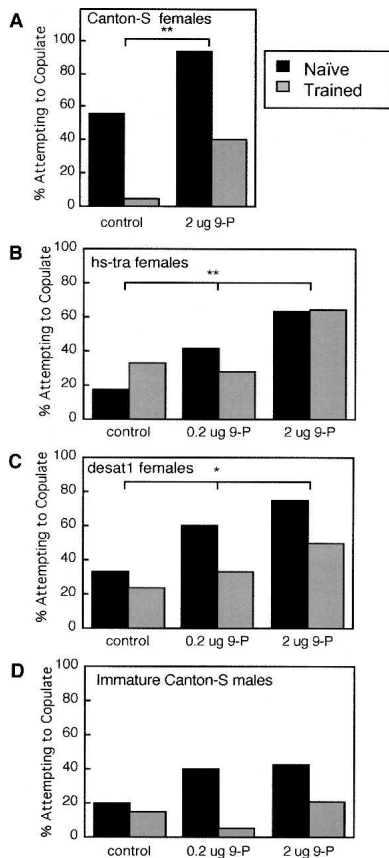 A
Canton-S females
**
% Attempting to Copulate
80
60
40
20
0
control
2 ug 9-P
Naïve
Trained
B
hs-tra females
**
% Attempting to Copulate
100
80
60
40
20
0
control
0.2 ug 9-P
2 ug 9-P
C
desat1 females
*
% Attempting to Copulate
100
80
60
40
20
0
control
0.2 ug 9-P
2 ug 9-P
D
Immature Canton-S males
% Attempting to Copulate
100
80
60
40
20
0
control
0.2 ug 9-P
2 ug 9-P